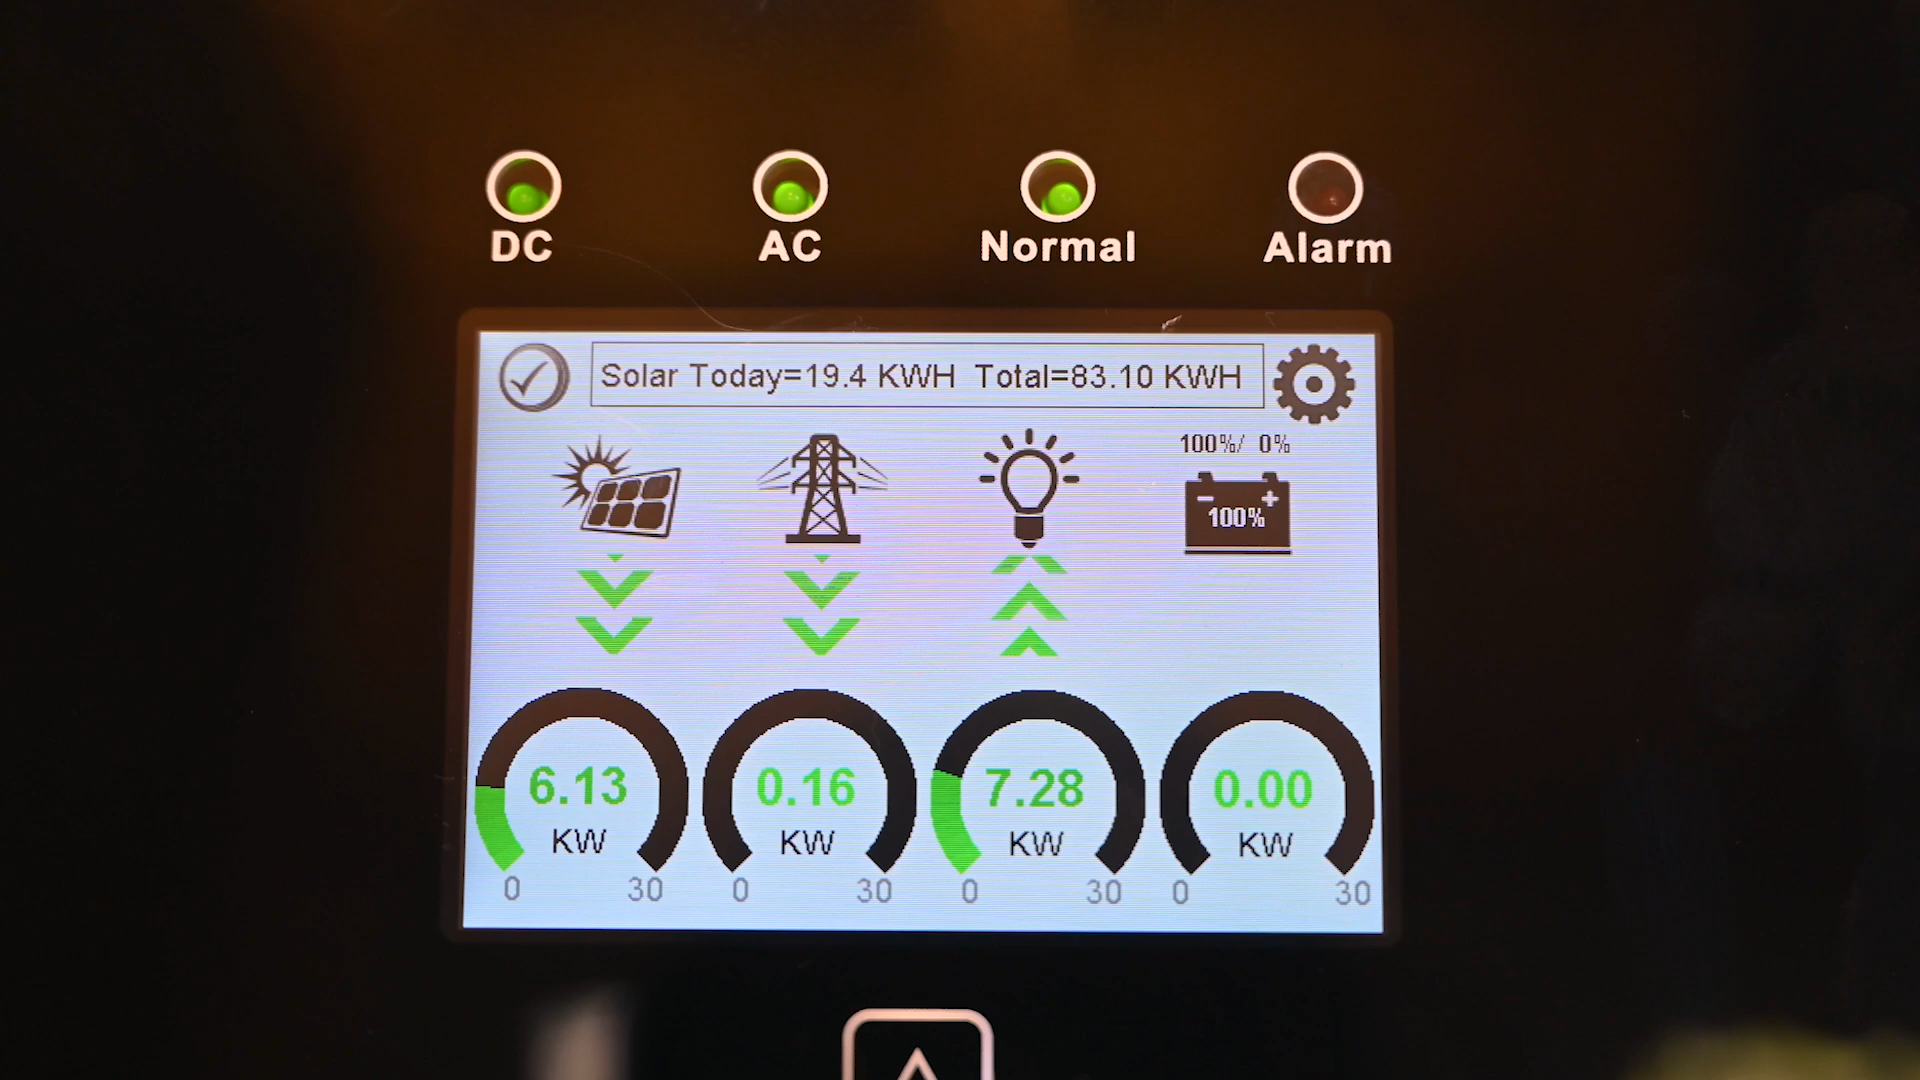 DC AC Normal Alarm
Solar Today=19.4 KWH Total=83.10 KWH
100%/ 0%
- +
100%
6.13 0.16 7.28 0.00
KW KW KW KW
0 30 0 30 0 30 0 30